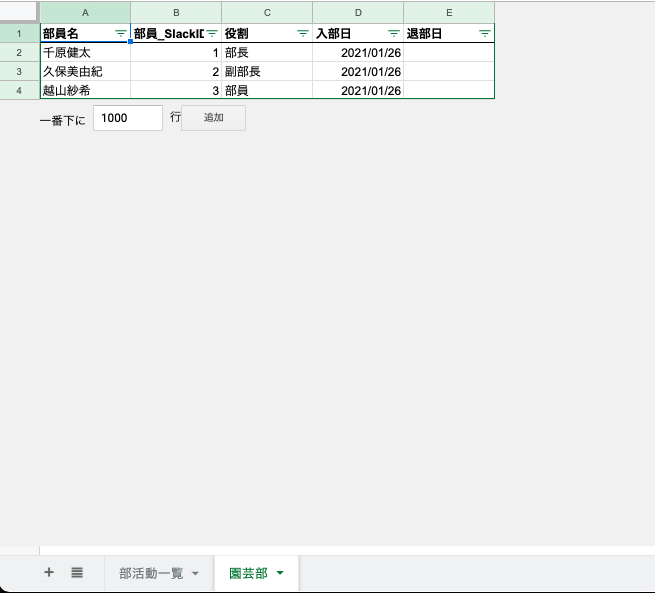 A B C D E
1 部員名 部員_SlackID 役割 入部日 退部日
2 千原健太 1 部長 2021/01/26
3 久保美由紀 2 副部長 2021/01/26
4 越山紗希 3 部員 2021/01/26
一番下に 1000 行 追加
部活動一覧 園芸部